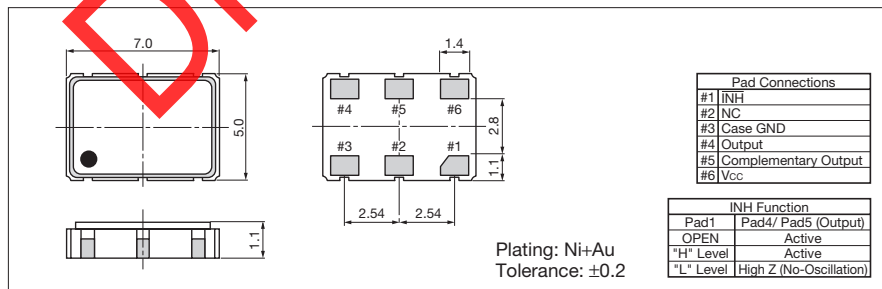 7.0
1.4
5.0
#4 #5 #6
2.8
#3 #2 #1
1.1
2.54 2.54
1.1
Plating: Ni+Au
Tolerance: ±0.2
Pad Connections
#1 INH
#2 NC
#3 Case GND
#4 Output
#5 Complementary Output
#6 Vcc
INH Function
Pad1 Pad4/ Pad5 (Output)
OPEN Active
"H" Level Active
"L" Level High Z (No-Oscillation)